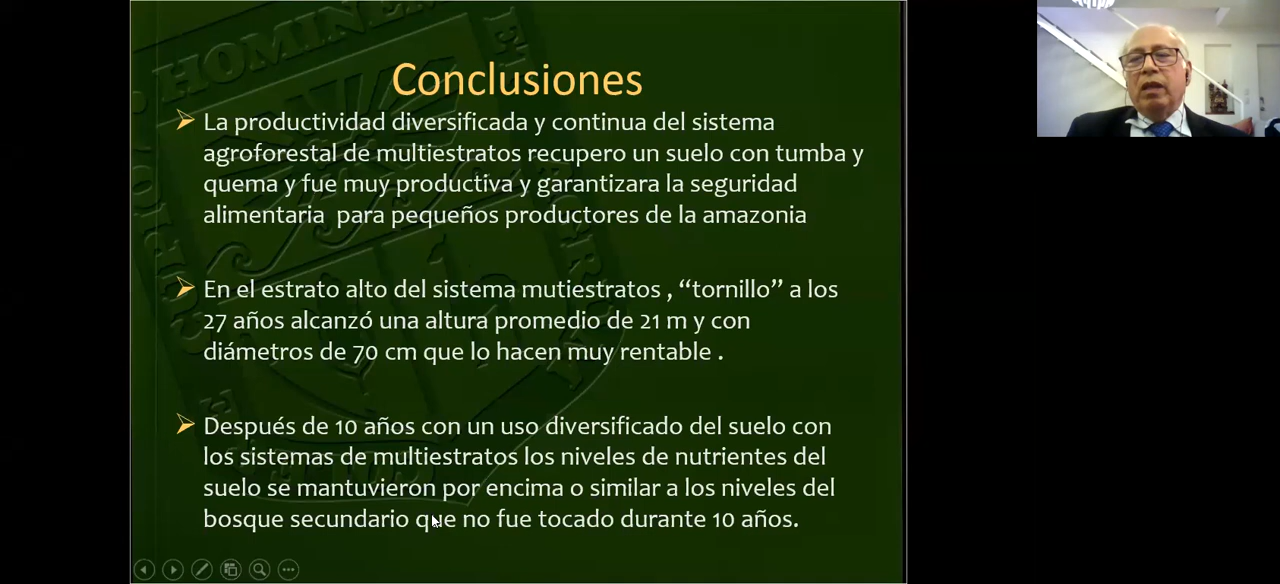 HOMINEM
Conclusiones
La productividad diversificada y continua del sistema
agroforestal de multiestratos recupero un suelo con tumba y
quema y fue muy productiva y garantizara la seguridad
alimentaria para pequeños productores de la amazonia
En el estrato alto del sistema mutiestratos , “tornillo” a los
27 años alcanzó una altura promedio de 21 m y con
diámetros de 70 cm que lo hacen muy rentable .
Después de 10 años con un uso diversificado del suelo con
los sistemas de multiestratos los niveles de nutrientes del
suelo se mantuvieron por encima o similar a los niveles del
bosque secundario que no fue tocado durante 10 años.